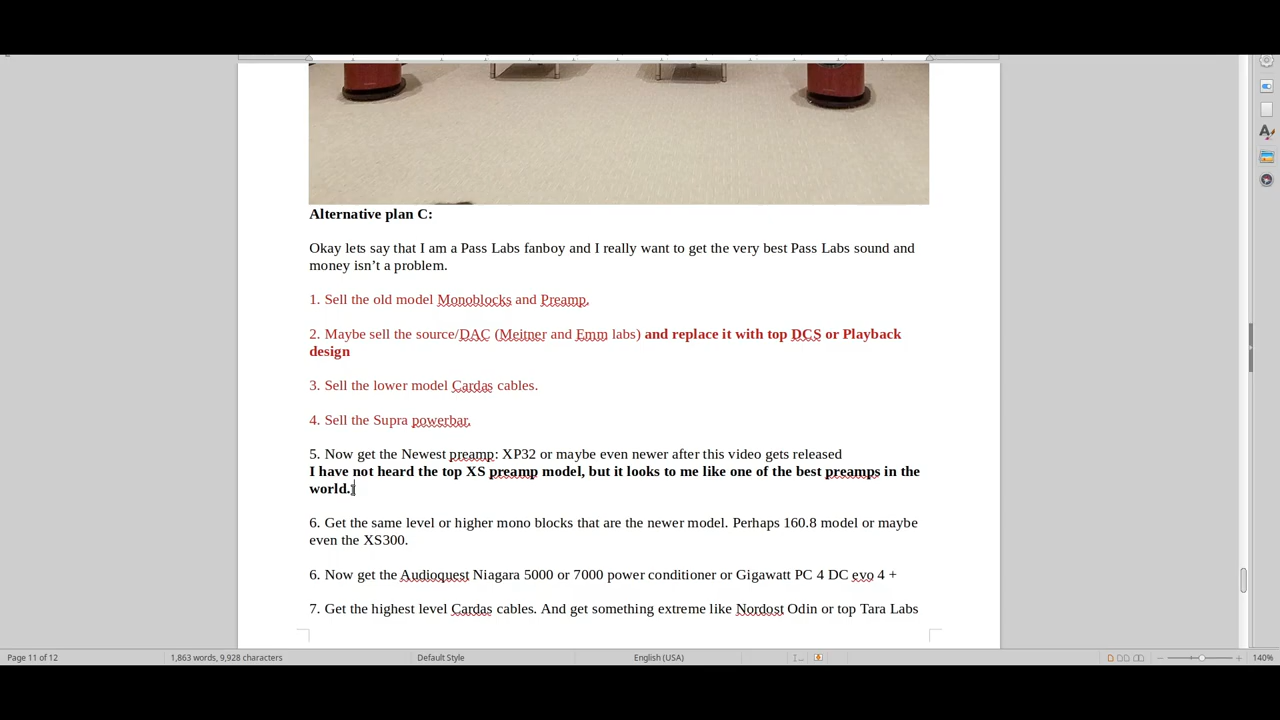 Alternative plan C:
Okay lets say that I am a Pass Labs fanboy and I really want to get the very best Pass Labs sound and
money isn’t a problem.
1. Sell the old model Monoblocks and Preamp.
2. Maybe sell the source/DAC (Meitner and Emm labs) and replace it with top DCS or Playback
design
3. Sell the lower model Cardas cables.
4. Sell the Supra powerbar.
5. Now get the Newest preamp: XP32 or maybe even newer after this video gets released
I have not heard the top XS preamp model, but it looks to me like one of the best preamps in the
world.
6. Get the same level or higher mono blocks that are the newer model. Perhaps 160.8 model or maybe
even the XS300.
6. Now get the Audioquest Niagara 5000 or 7000 power conditioner or Gigawatt PC 4 DC evo 4 +
7. Get the highest level Cardas cables. And get something extreme like Nordost Odin or top Tara Labs
Page 11 of 12
1,863 words, 9,928 characters
Default Style
English (USA)
140%